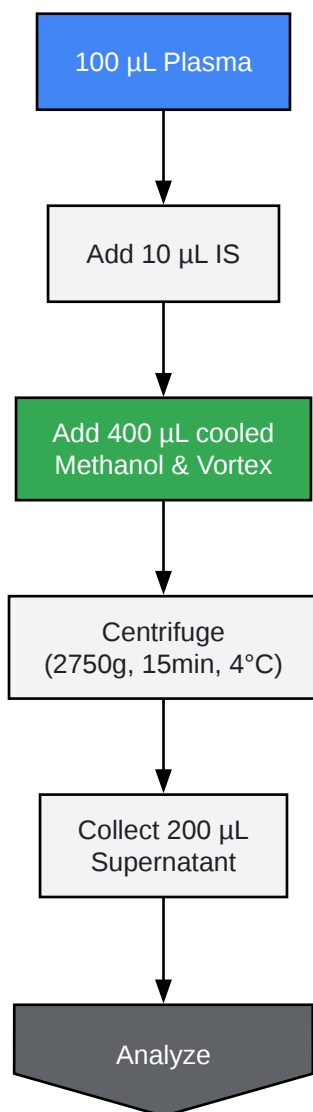 100 µL Plasma
Add 10 µL IS
Add 400 µL cooled
Methanol & Vortex
Centrifuge
(2750g, 15min, 4°C)
Collect 200 µL
Supernatant
Analyze